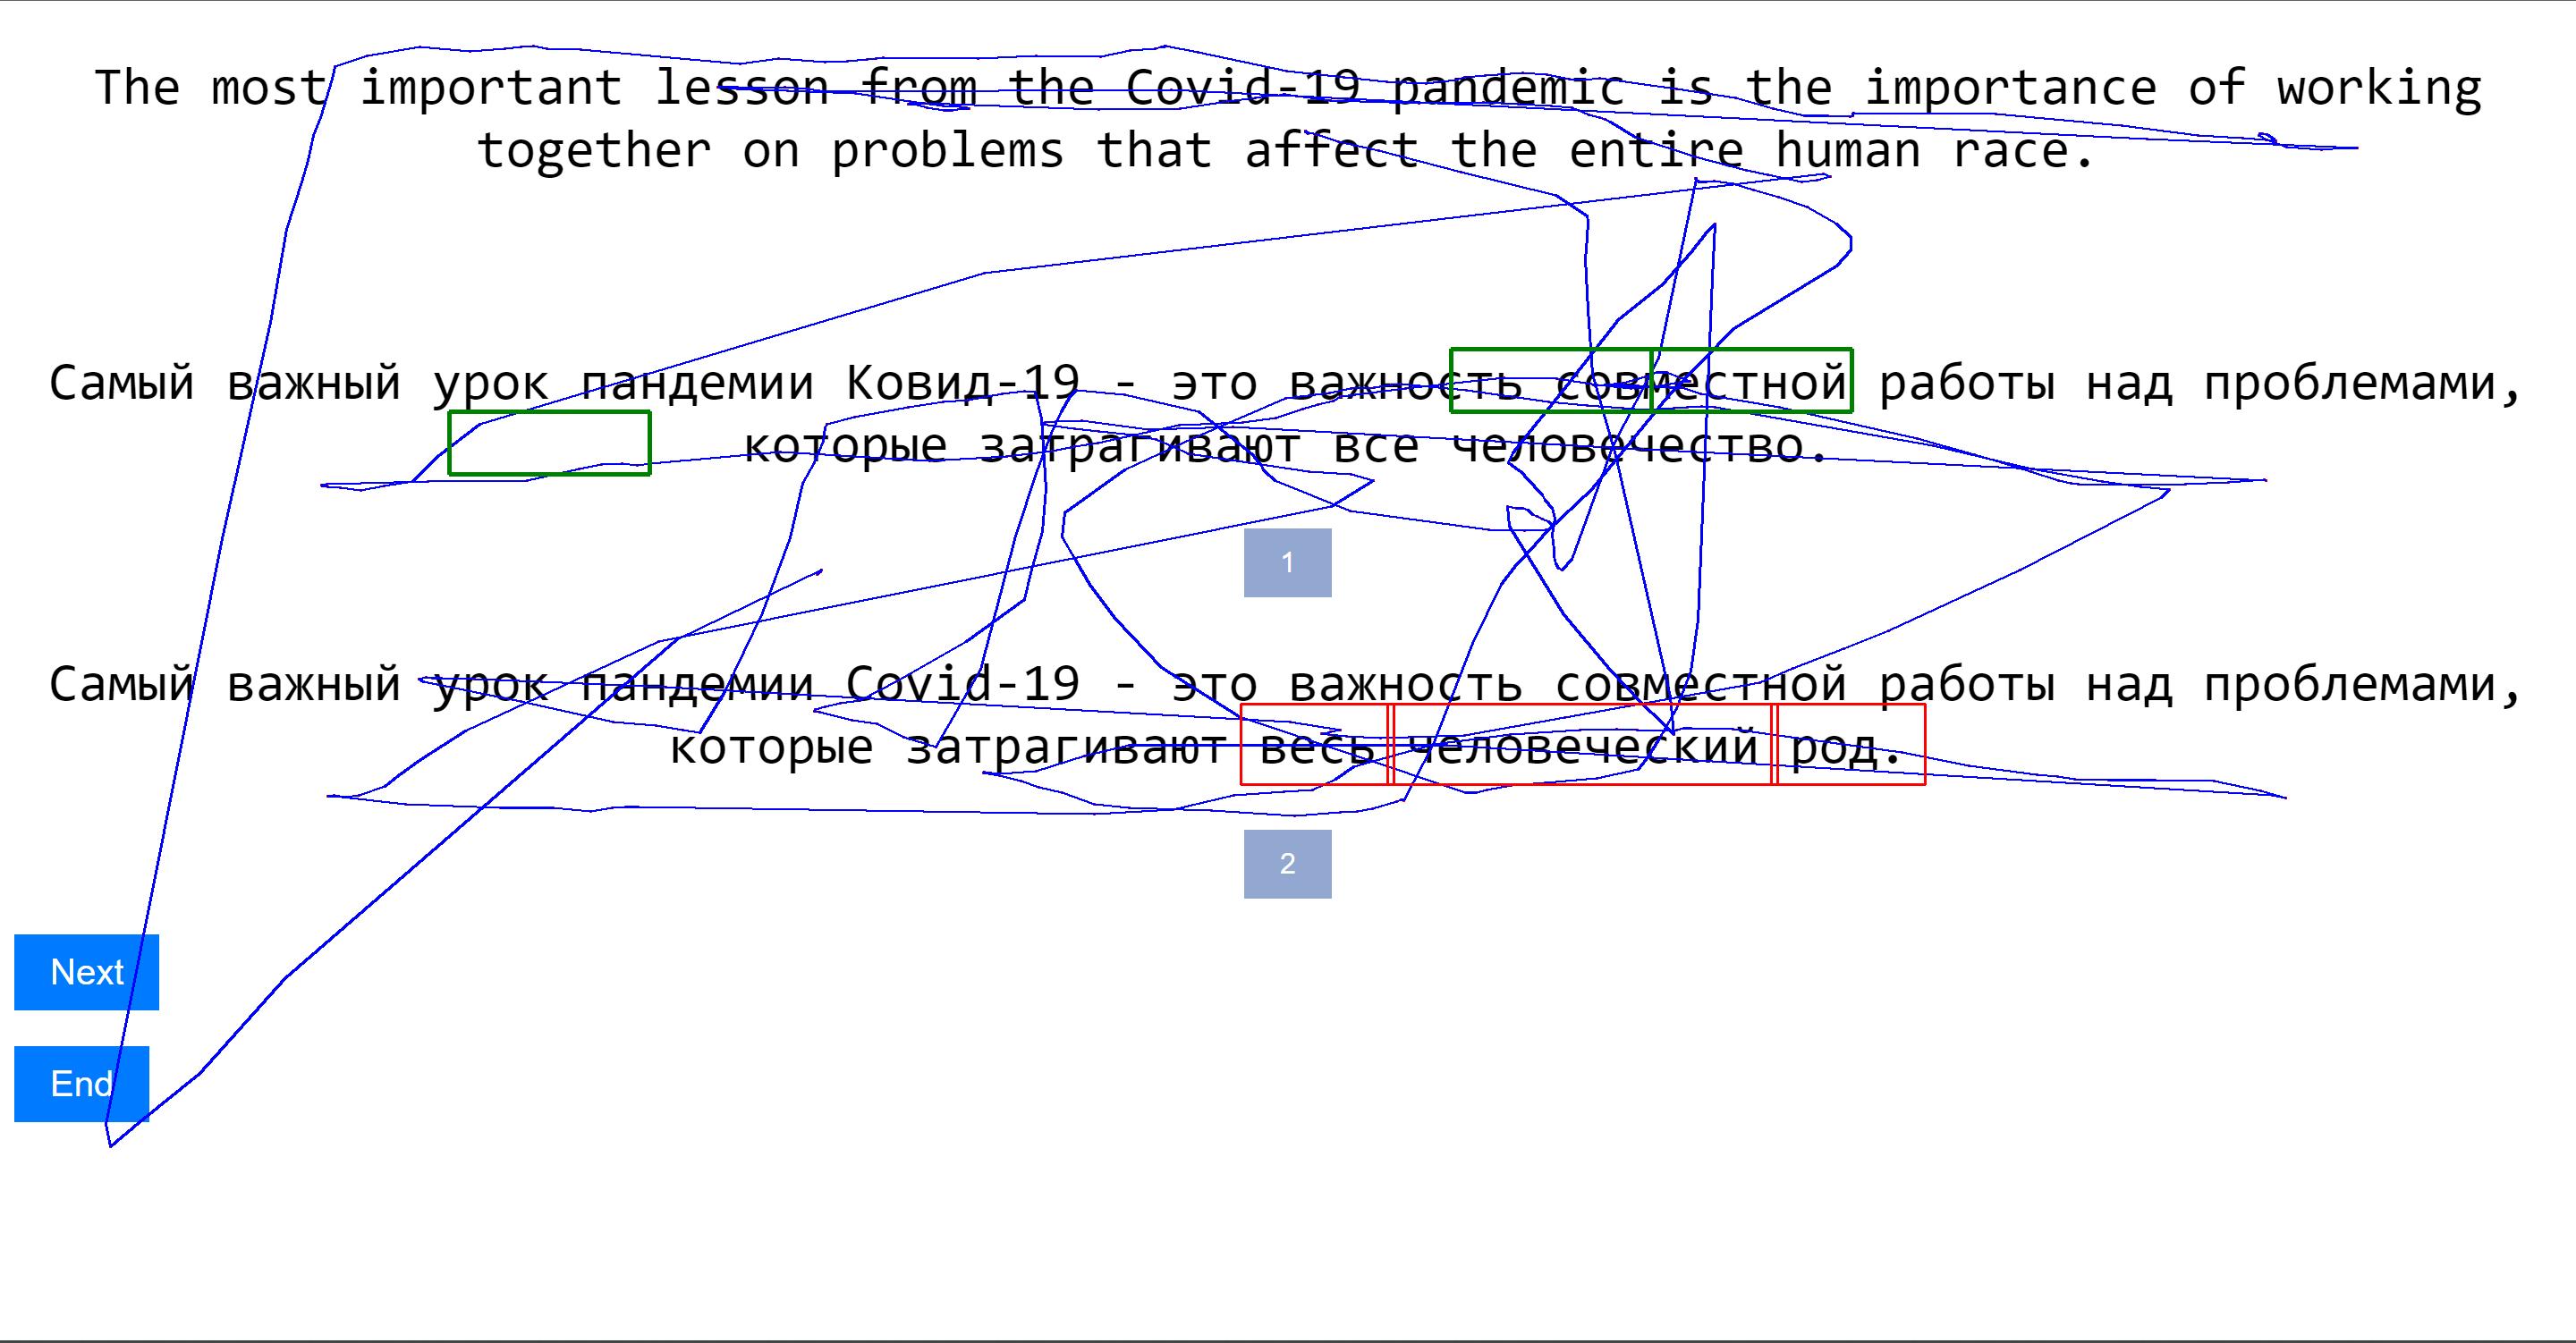 The most important lesson from the Covid-19 pandemic is the importance of working
together on problems that affect the entire human race.
Самый важный урок пандемии Ковид-19 - это важность совместной работы над проблемами,
которые затрагивают все человечество.
1
Самый важный урок пандемии Covid-19 - это важность совместной работы над проблемами,
которые затрагивают весь человеческий род.
2
Next
End